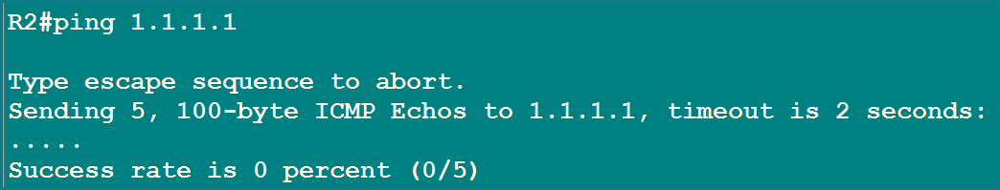 R2#ping 1.1.1.1
Type escape sequence to abort.
Sending 5, 100-byte ICMP Echos to 1.1.1.1, timeout is 2 seconds:
.....
Success rate is 0 percent (0/5)